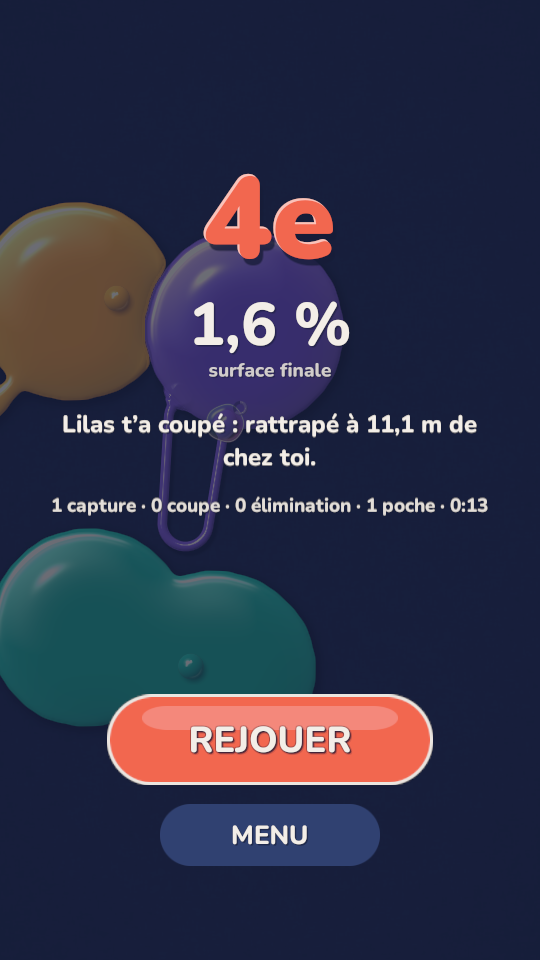 4e
1,6 %
surface finale
Lilas t’a coupé : rattrapé à 11,1 m de
chez toi.
1 capture · 0 coupe · 0 élimination · 1 poche · 0:13
REJOUER
MENU